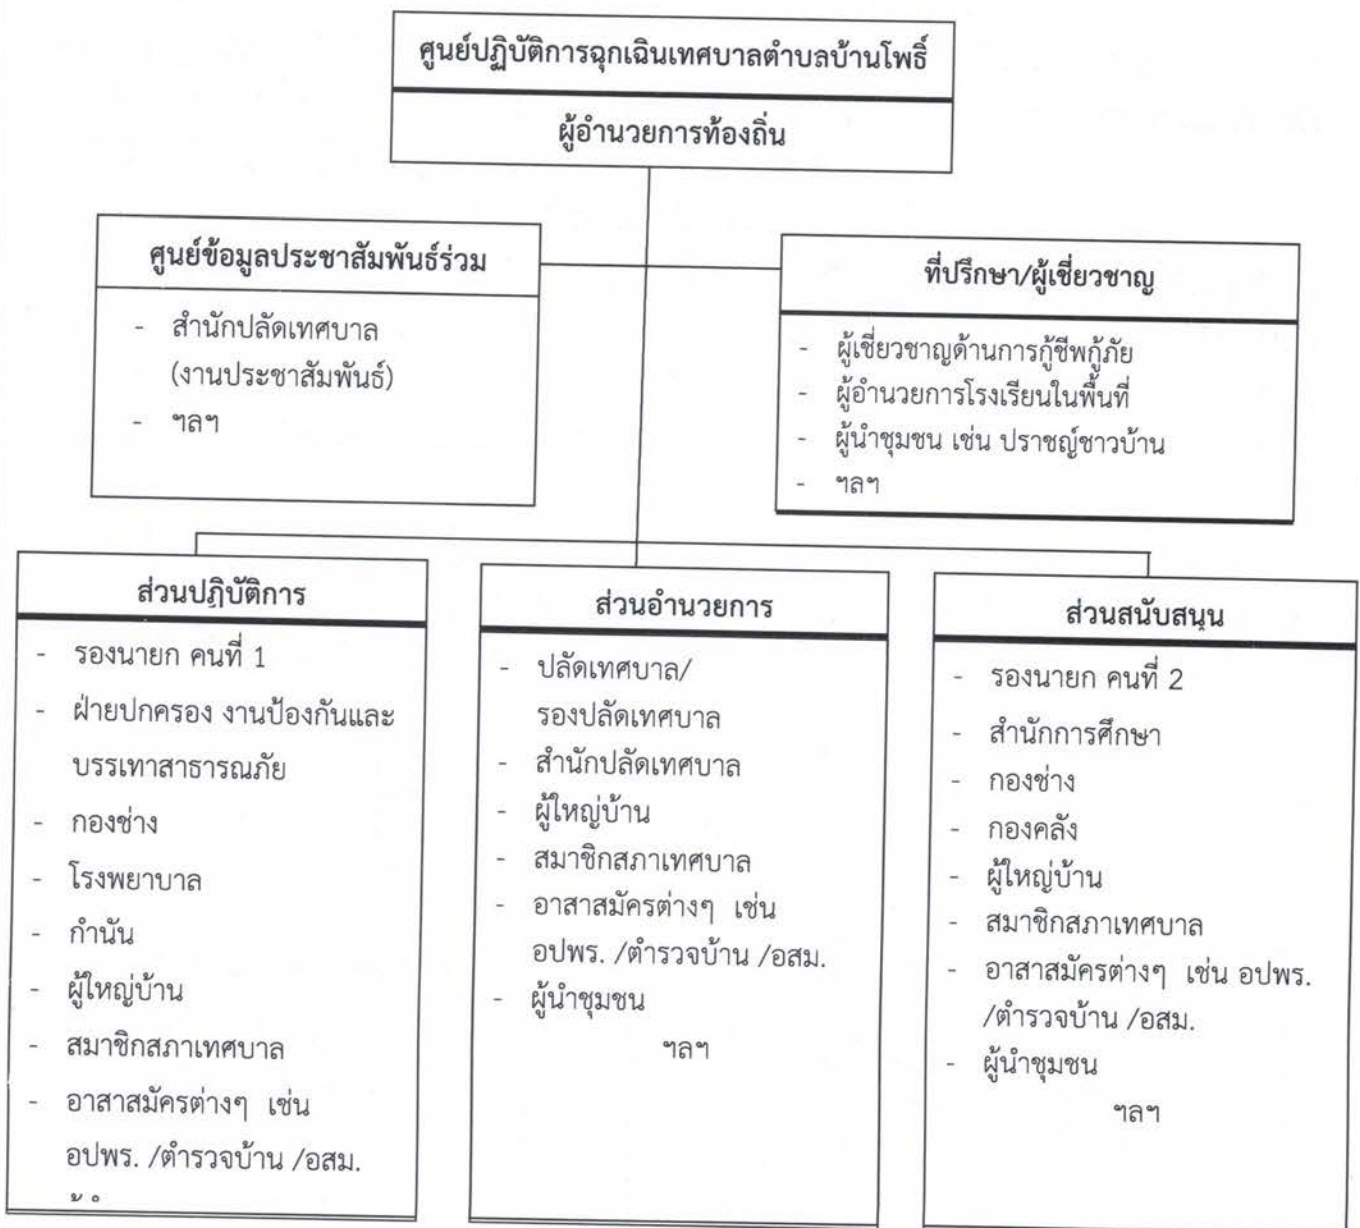 ศูนย์ปฏิบัติการฉุกเฉินเทศบาลตำบลบ้านโพธิ์
ผู้อำนวยการท้องถิ่น
ศูนย์ข้อมูลประชาสัมพันธ์ร่วม
- สำนักปลัดเทศบาล
(งานประชาสัมพันธ์)
- ฯลฯ
ที่ปรึกษา/ผู้เชี่ยวชาญ
- ผู้เชี่ยวชาญด้านการกู้ชีพกู้ภัย
- ผู้อำนวยการโรงเรียนในพื้นที่
- ผู้นำชุมชน เช่น ปราชญ์ชาวบ้าน
- ฯลฯ
ส่วนปฏิบัติการ
- รองนายก คนที่ 1
- ฝ่ายปกครอง งานป้องกันและ
บรรเทาสาธารณภัย
- กองช่าง
- โรงพยาบาล
- กำนัน
- ผู้ใหญ่บ้าน
- สมาชิกสภาเทศบาล
- อาสาสมัครต่างๆ เช่น
อปพร. /ตำรวจบ้าน /อสม.
ส่วนอำนวยการ
- ปลัดเทศบาล/
รองปลัดเทศบาล
- สำนักปลัดเทศบาล
- ผู้ใหญ่บ้าน
- สมาชิกสภาเทศบาล
- อาสาสมัครต่างๆ เช่น
อปพร. /ตำรวจบ้าน /อสม.
- ผู้นำชุมชน
ฯลฯ
ส่วนสนับสนุน
- รองนายก คนที่ 2
- สำนักการศึกษา
- กองช่าง
- กองคลัง
- ผู้ใหญ่บ้าน
- สมาชิกสภาเทศบาล
- อาสาสมัครต่างๆ เช่น อปพร.
/ตำรวจบ้าน /อสม.
- ผู้นำชุมชน
ฯลฯ